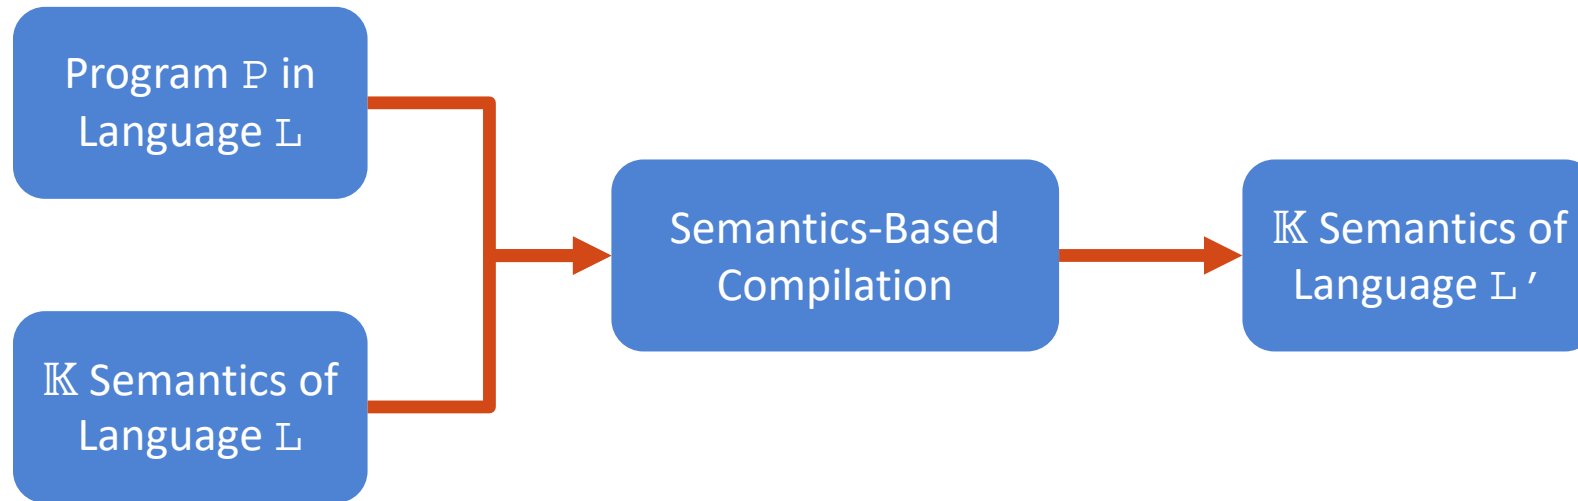 Program P in
Language L
𝕂 Semantics of
Language L
Semantics-Based
Compilation
𝕂 Semantics of
Language L'